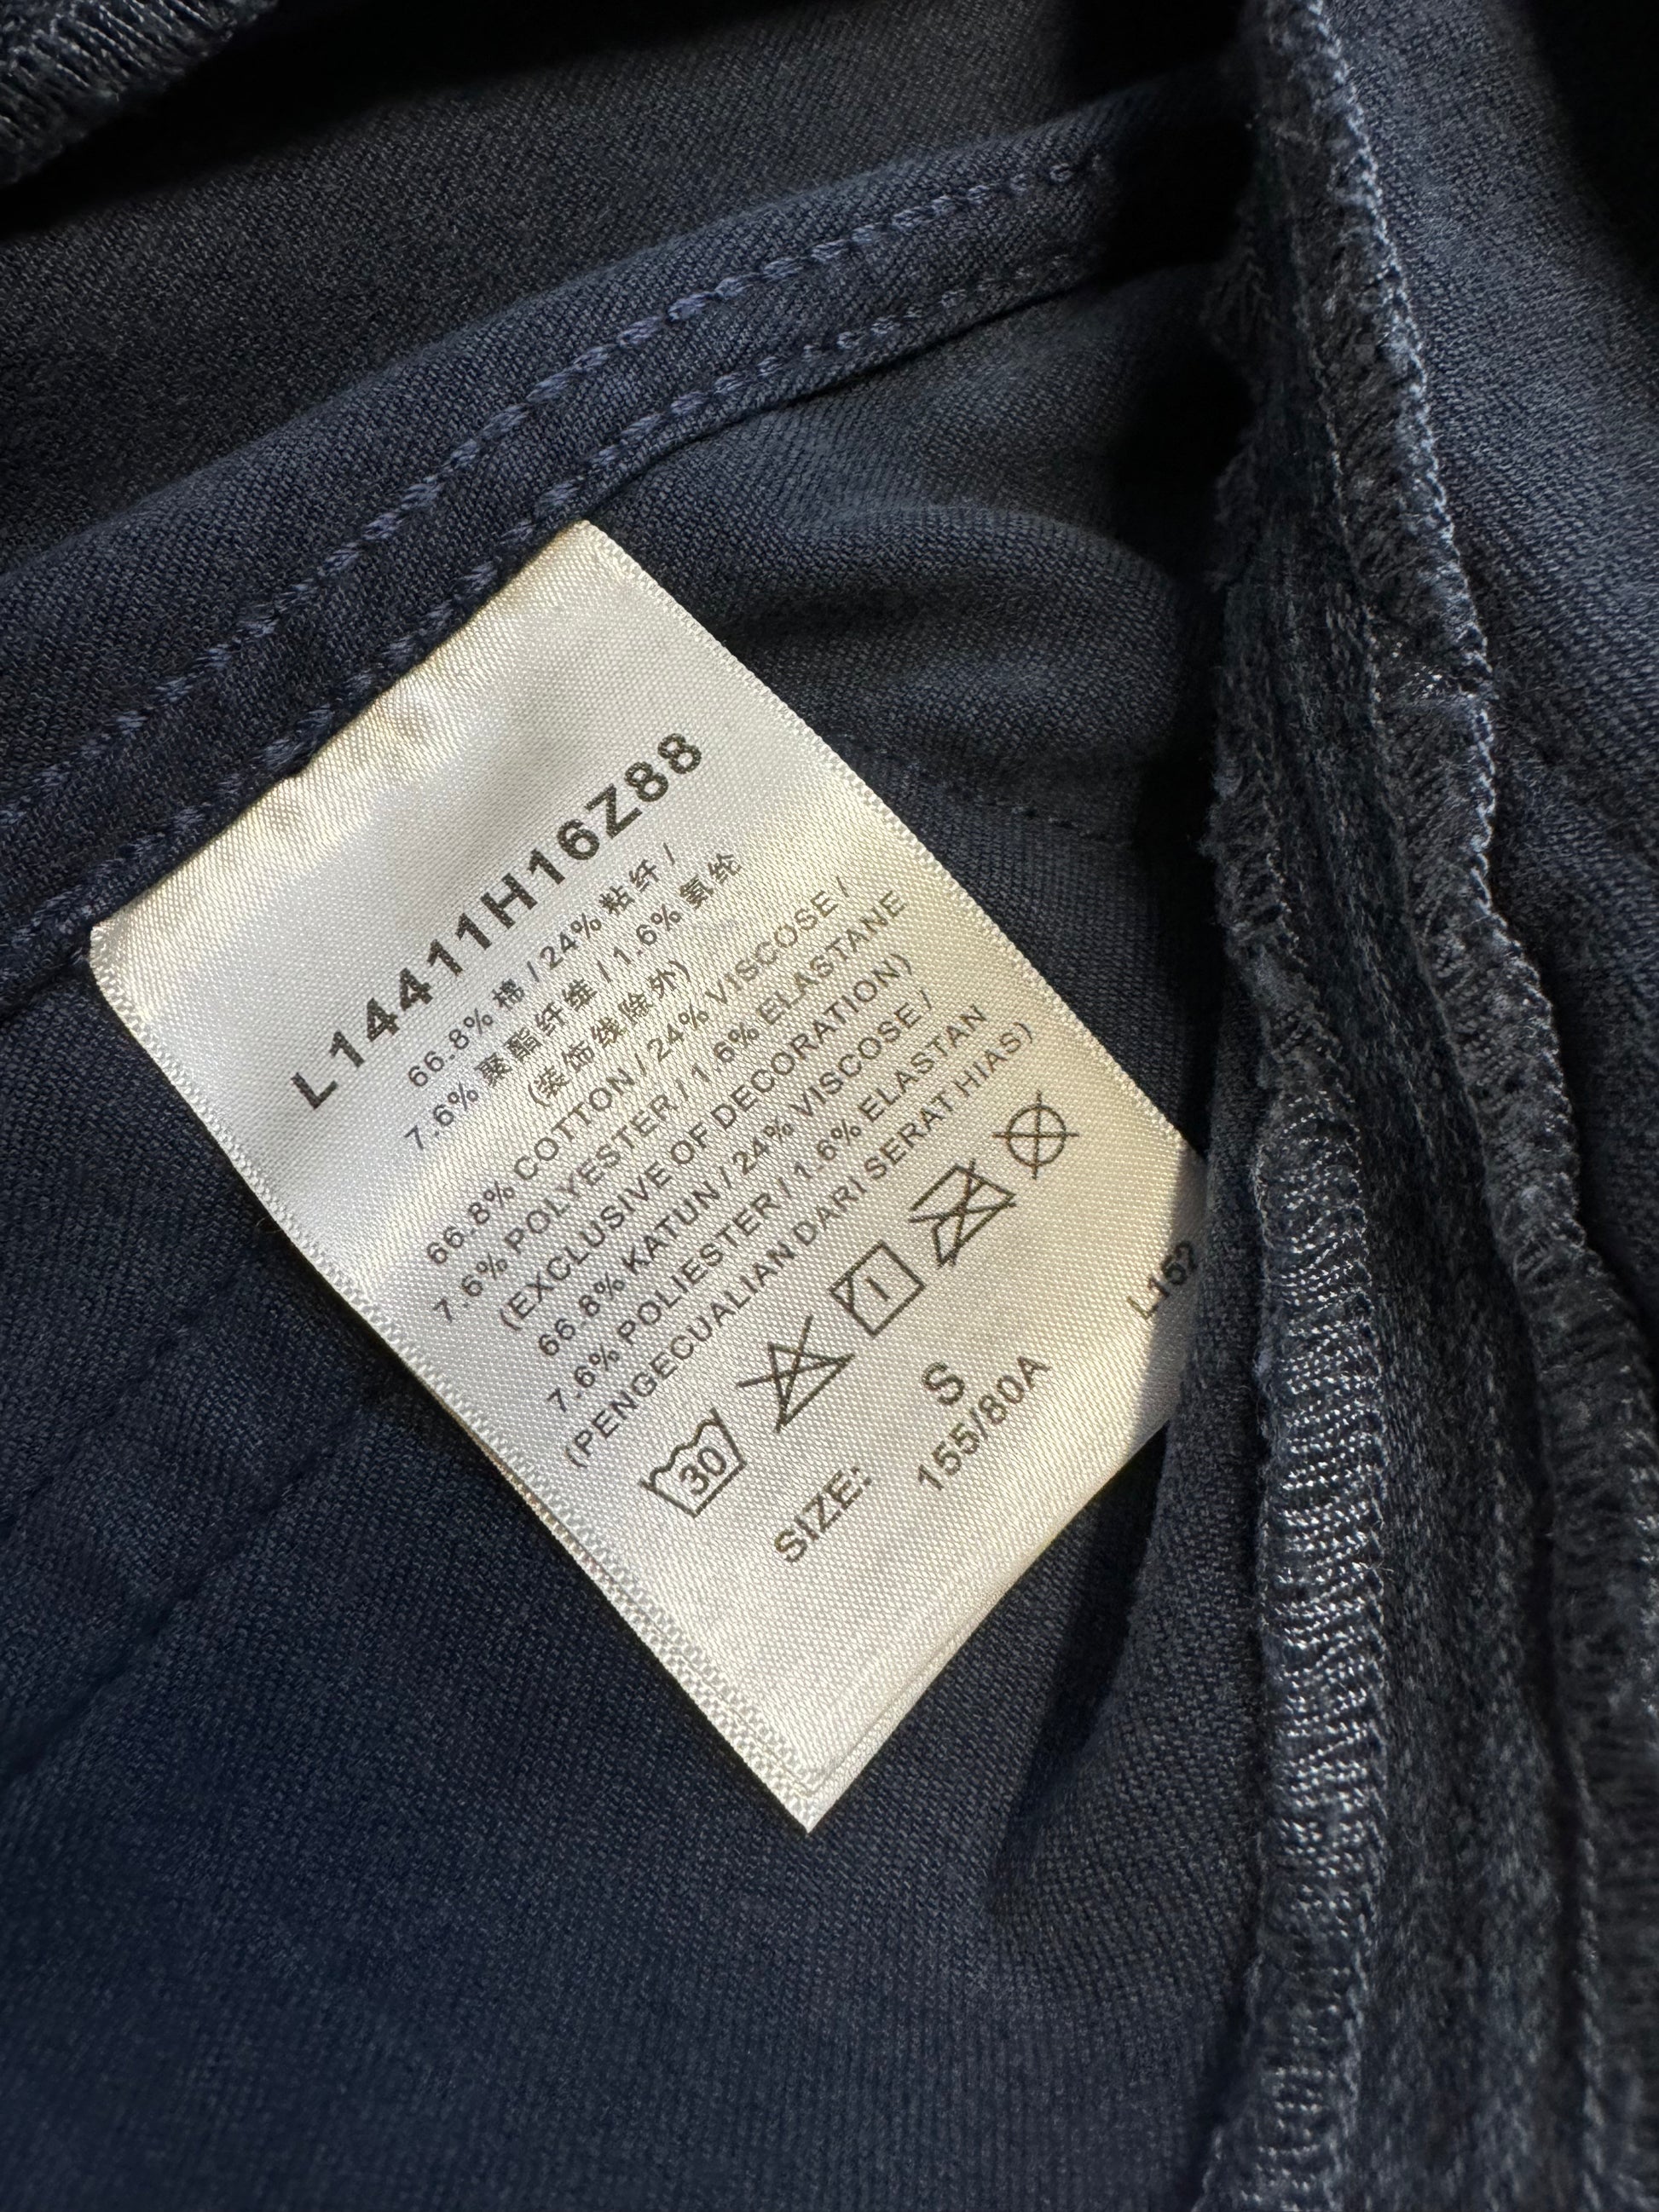 L14411H16Z88
66.8% 棉 / 24% 粘纤 /
7.6% 聚酯纤维 / 1.6% 氨纶
(装饰线除外)
66.8% COTTON / 24% VISCOSE /
7.6% POLYESTER / 1.6% ELASTANE
(EXCLUSIVE OF DECORATION)
66.8% KATUN / 24% VISCOSE /
7.6% POLIESTER / 1.6% ELASTAN
(PENGECUALIAN DARI SERAT HIAS)
30
SIZE: S
155/80A
L162